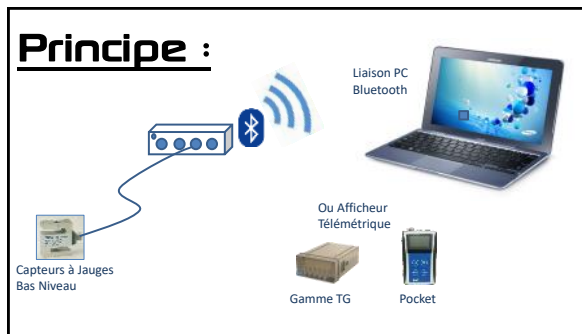 Principe :
Liaison PC
Bluetooth
Ou Afficheur
Télémétrique
Capteurs à Jauges
Bas Niveau
Gamme TG
Pocket